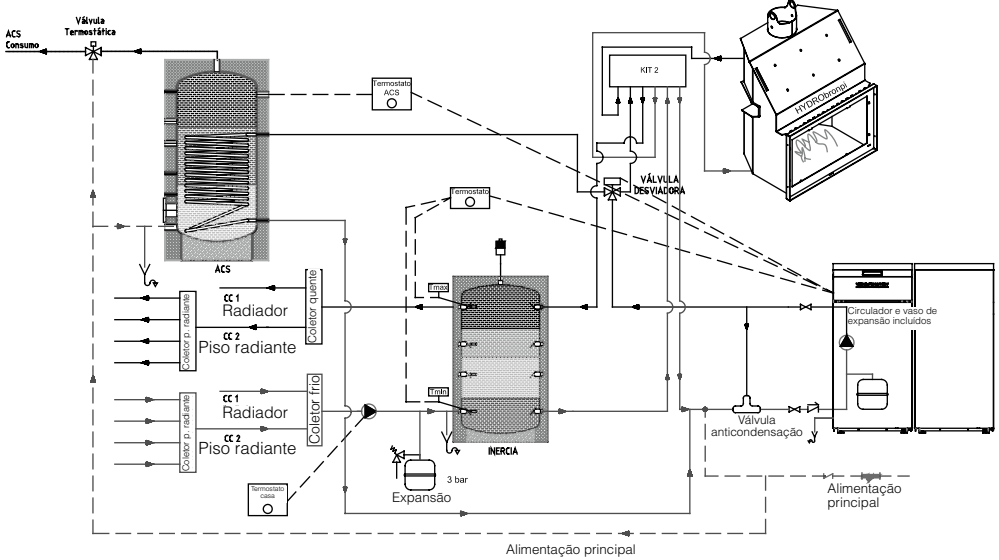 ACS
Consumo
Válvula
Termostática
Termostato
ACS
KIT 2
HYDRObronpi
VÁLVULA
DESVIADORA
Termostato
ACS
CC 1
Radiador
CC 2
Piso radiante
Coletor p. radiante
Coletor quente
Tmax
Tmin
Circulador e vaso de
expansão incluídos
CC 1
Radiador
CC 2
Piso radiante
Coletor p. radiante
Coletor frio
Válvula
anticondensação
INERCIA
Termostato
casa
3 bar
Expansão
Alimentação
principal
Alimentação principal